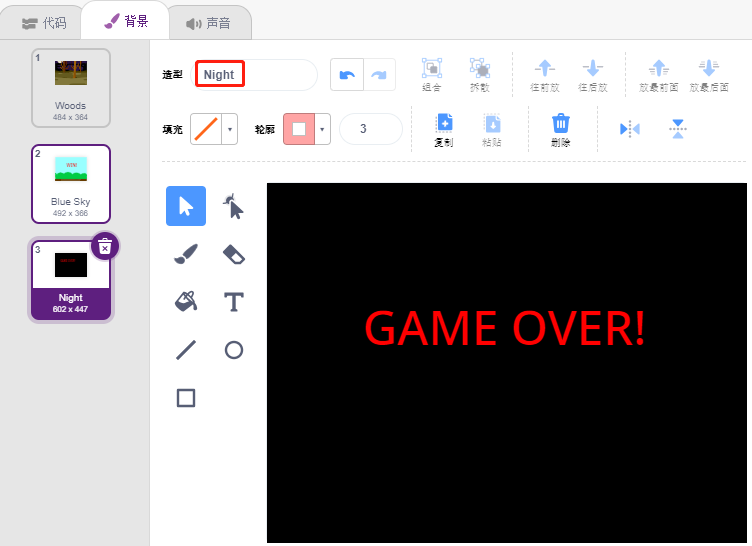 代码
背景
声音
1
Woods
484 x 364
2
WIN!
Blue Sky
492 x 366
3
GAME OVER!
Night
602 x 447
造型
Night
组合
拆散
往前放
往后放
放最前面
放最后面
填充
轮廓
3
复制
粘贴
删除
T
GAME OVER!